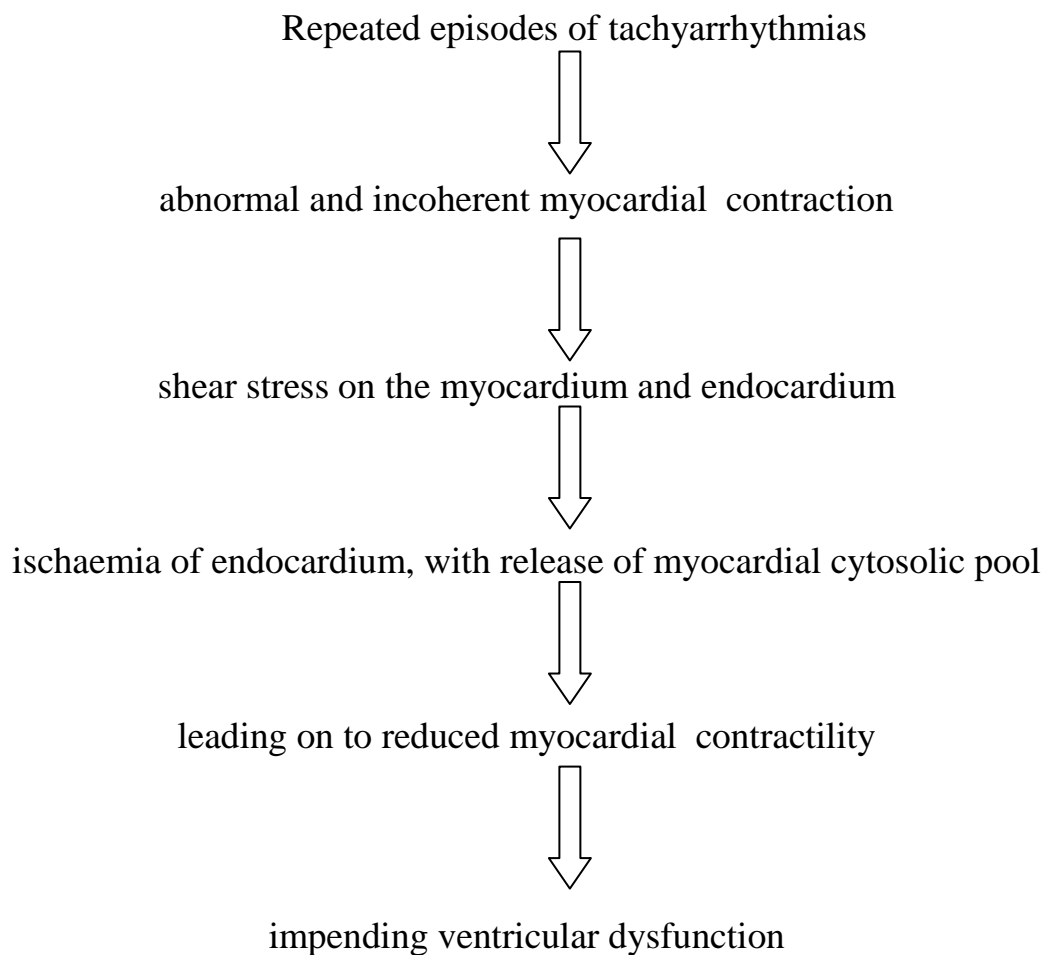 Repeated episodes of tachyarrhythmias
abnormal and incoherent myocardial contraction
shear stress on the myocardium and endocardium
ischaemia of endocardium, with release of myocardial cytosolic pool
leading on to reduced myocardial contractility
impending ventricular dysfunction